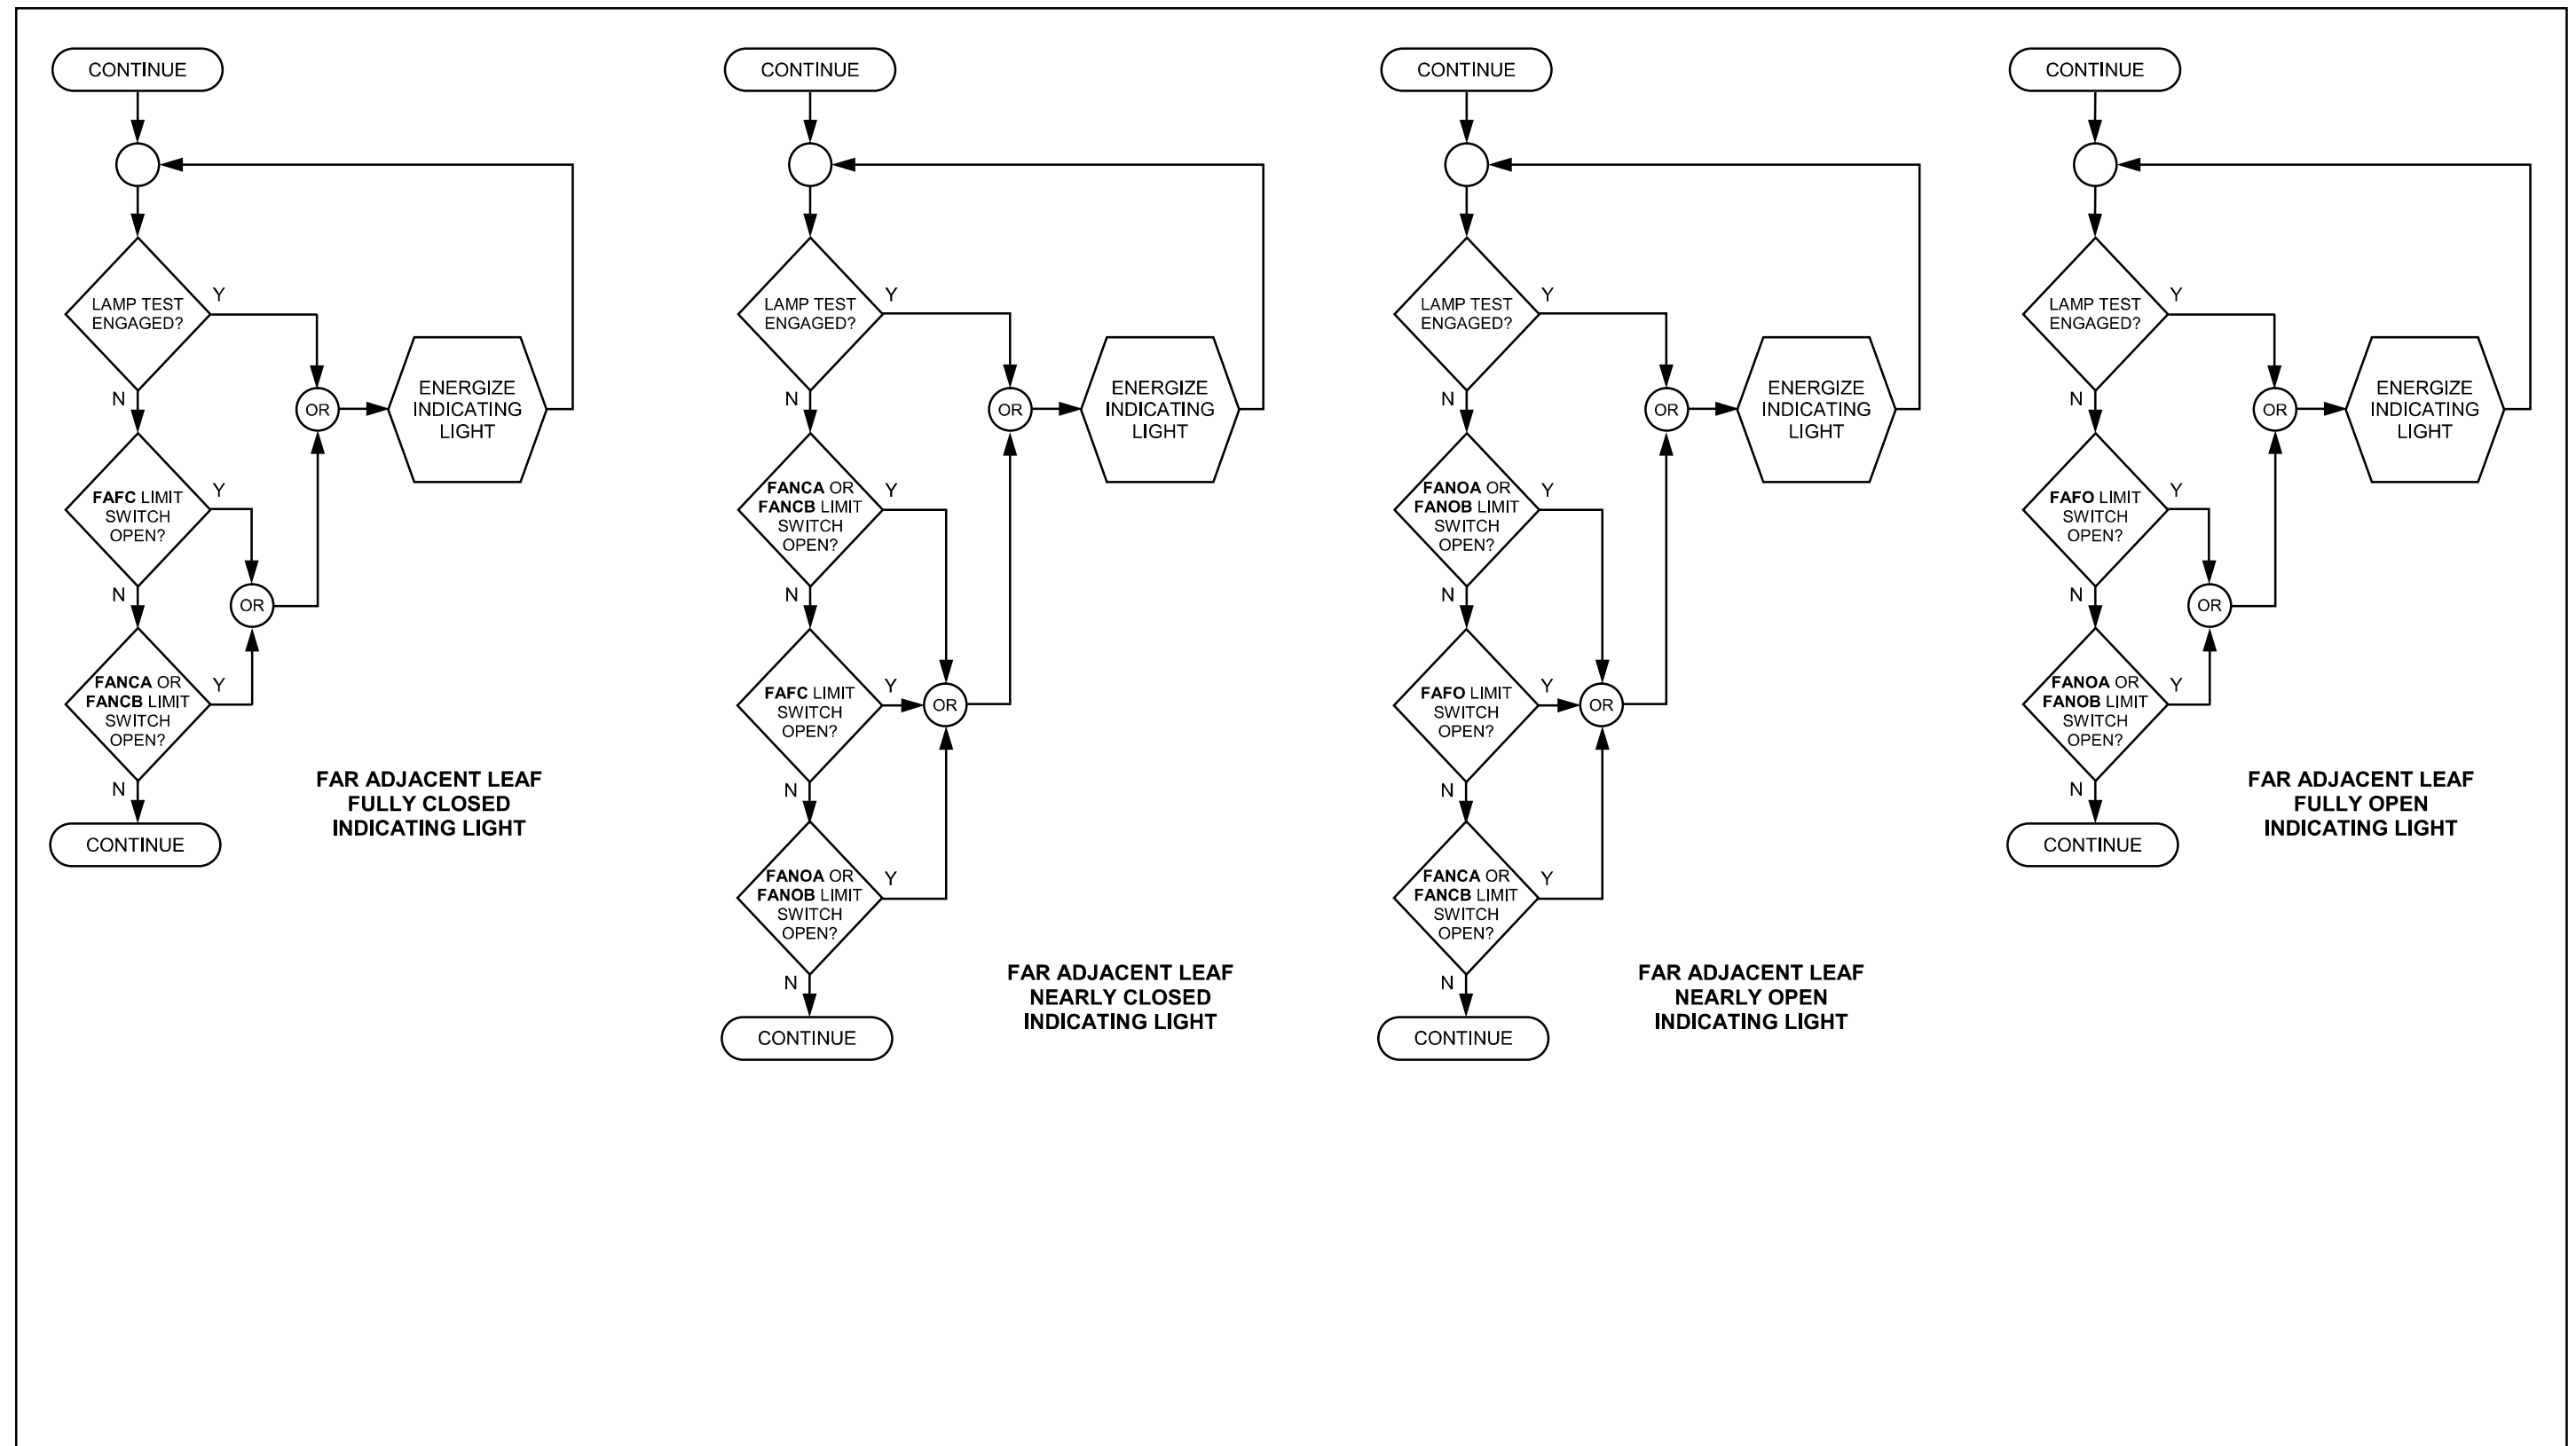 CONTINUE
LAMP TEST
ENGAGED?
Y
N
OR
ENERGIZE
INDICATING
LIGHT
FAFC LIMIT
SWITCH
OPEN?
Y
N
OR
FANCA OR
FANCB LIMIT
SWITCH
OPEN?
Y
N
CONTINUE
FAR ADJACENT LEAF
FULLY CLOSED
INDICATING LIGHT
CONTINUE
LAMP TEST
ENGAGED?
Y
N
OR
ENERGIZE
INDICATING
LIGHT
FANCA OR
FANCB LIMIT
SWITCH
OPEN?
Y
N
FAFC LIMIT
SWITCH
OPEN?
Y
OR
N
FANOA OR
FANOB LIMIT
SWITCH
OPEN?
Y
N
CONTINUE
FAR ADJACENT LEAF
NEARLY CLOSED
INDICATING LIGHT
CONTINUE
LAMP TEST
ENGAGED?
Y
N
OR
ENERGIZE
INDICATING
LIGHT
FANOA OR
FANOB LIMIT
SWITCH
OPEN?
Y
N
FAFO LIMIT
SWITCH
OPEN?
Y
OR
N
FANCA OR
FANCB LIMIT
SWITCH
OPEN?
Y
N
CONTINUE
FAR ADJACENT LEAF
NEARLY OPEN
INDICATING LIGHT
CONTINUE
LAMP TEST
ENGAGED?
Y
N
OR
ENERGIZE
INDICATING
LIGHT
FAFO LIMIT
SWITCH
OPEN?
Y
N
OR
FANOA OR
FANOB LIMIT
SWITCH
OPEN?
Y
N
CONTINUE
FAR ADJACENT LEAF
FULLY OPEN
INDICATING LIGHT